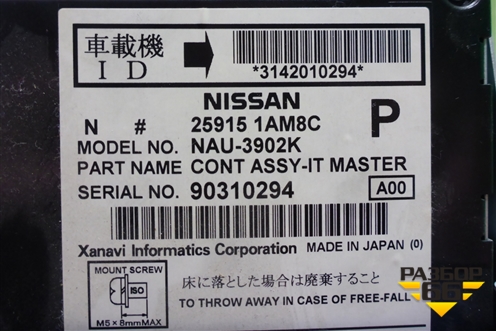 車載機
ID
*3142010294*
NISSAN
N # 25915 1AM8C
P
MODEL NO. NAU-3902K
PART NAME CONT ASSY-IT MASTER
SERIAL NO. 90310294
A00
Xanavi Informatics Corporation MADE IN JAPAN (0)
MOUNT SCREW
ISO
M5×8mmMAX
床に落とした場合は廃棄すること
TO THROW AWAY IN CASE OF FREE-FALL
РАЗБОР
66